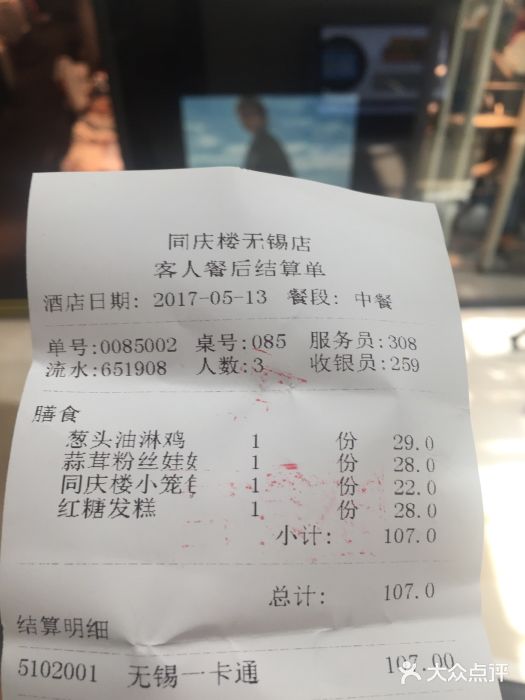 同庆楼无锡店
客人餐后结算单
酒店日期: 2017-05-13 餐段: 中餐
单号:0085002 桌号:085 服务员:308
流水:651908 人数:3 收银员:259
膳食
葱头油淋鸡 1 份 29.0
蒜茸粉丝娃 1 份 28.0
同庆楼小笼 1 份 22.0
红糖发糕 1 份 28.0
小计: 107.0
总计: 107.0
结算明细
5102001 无锡一卡通 107.00
大众点评